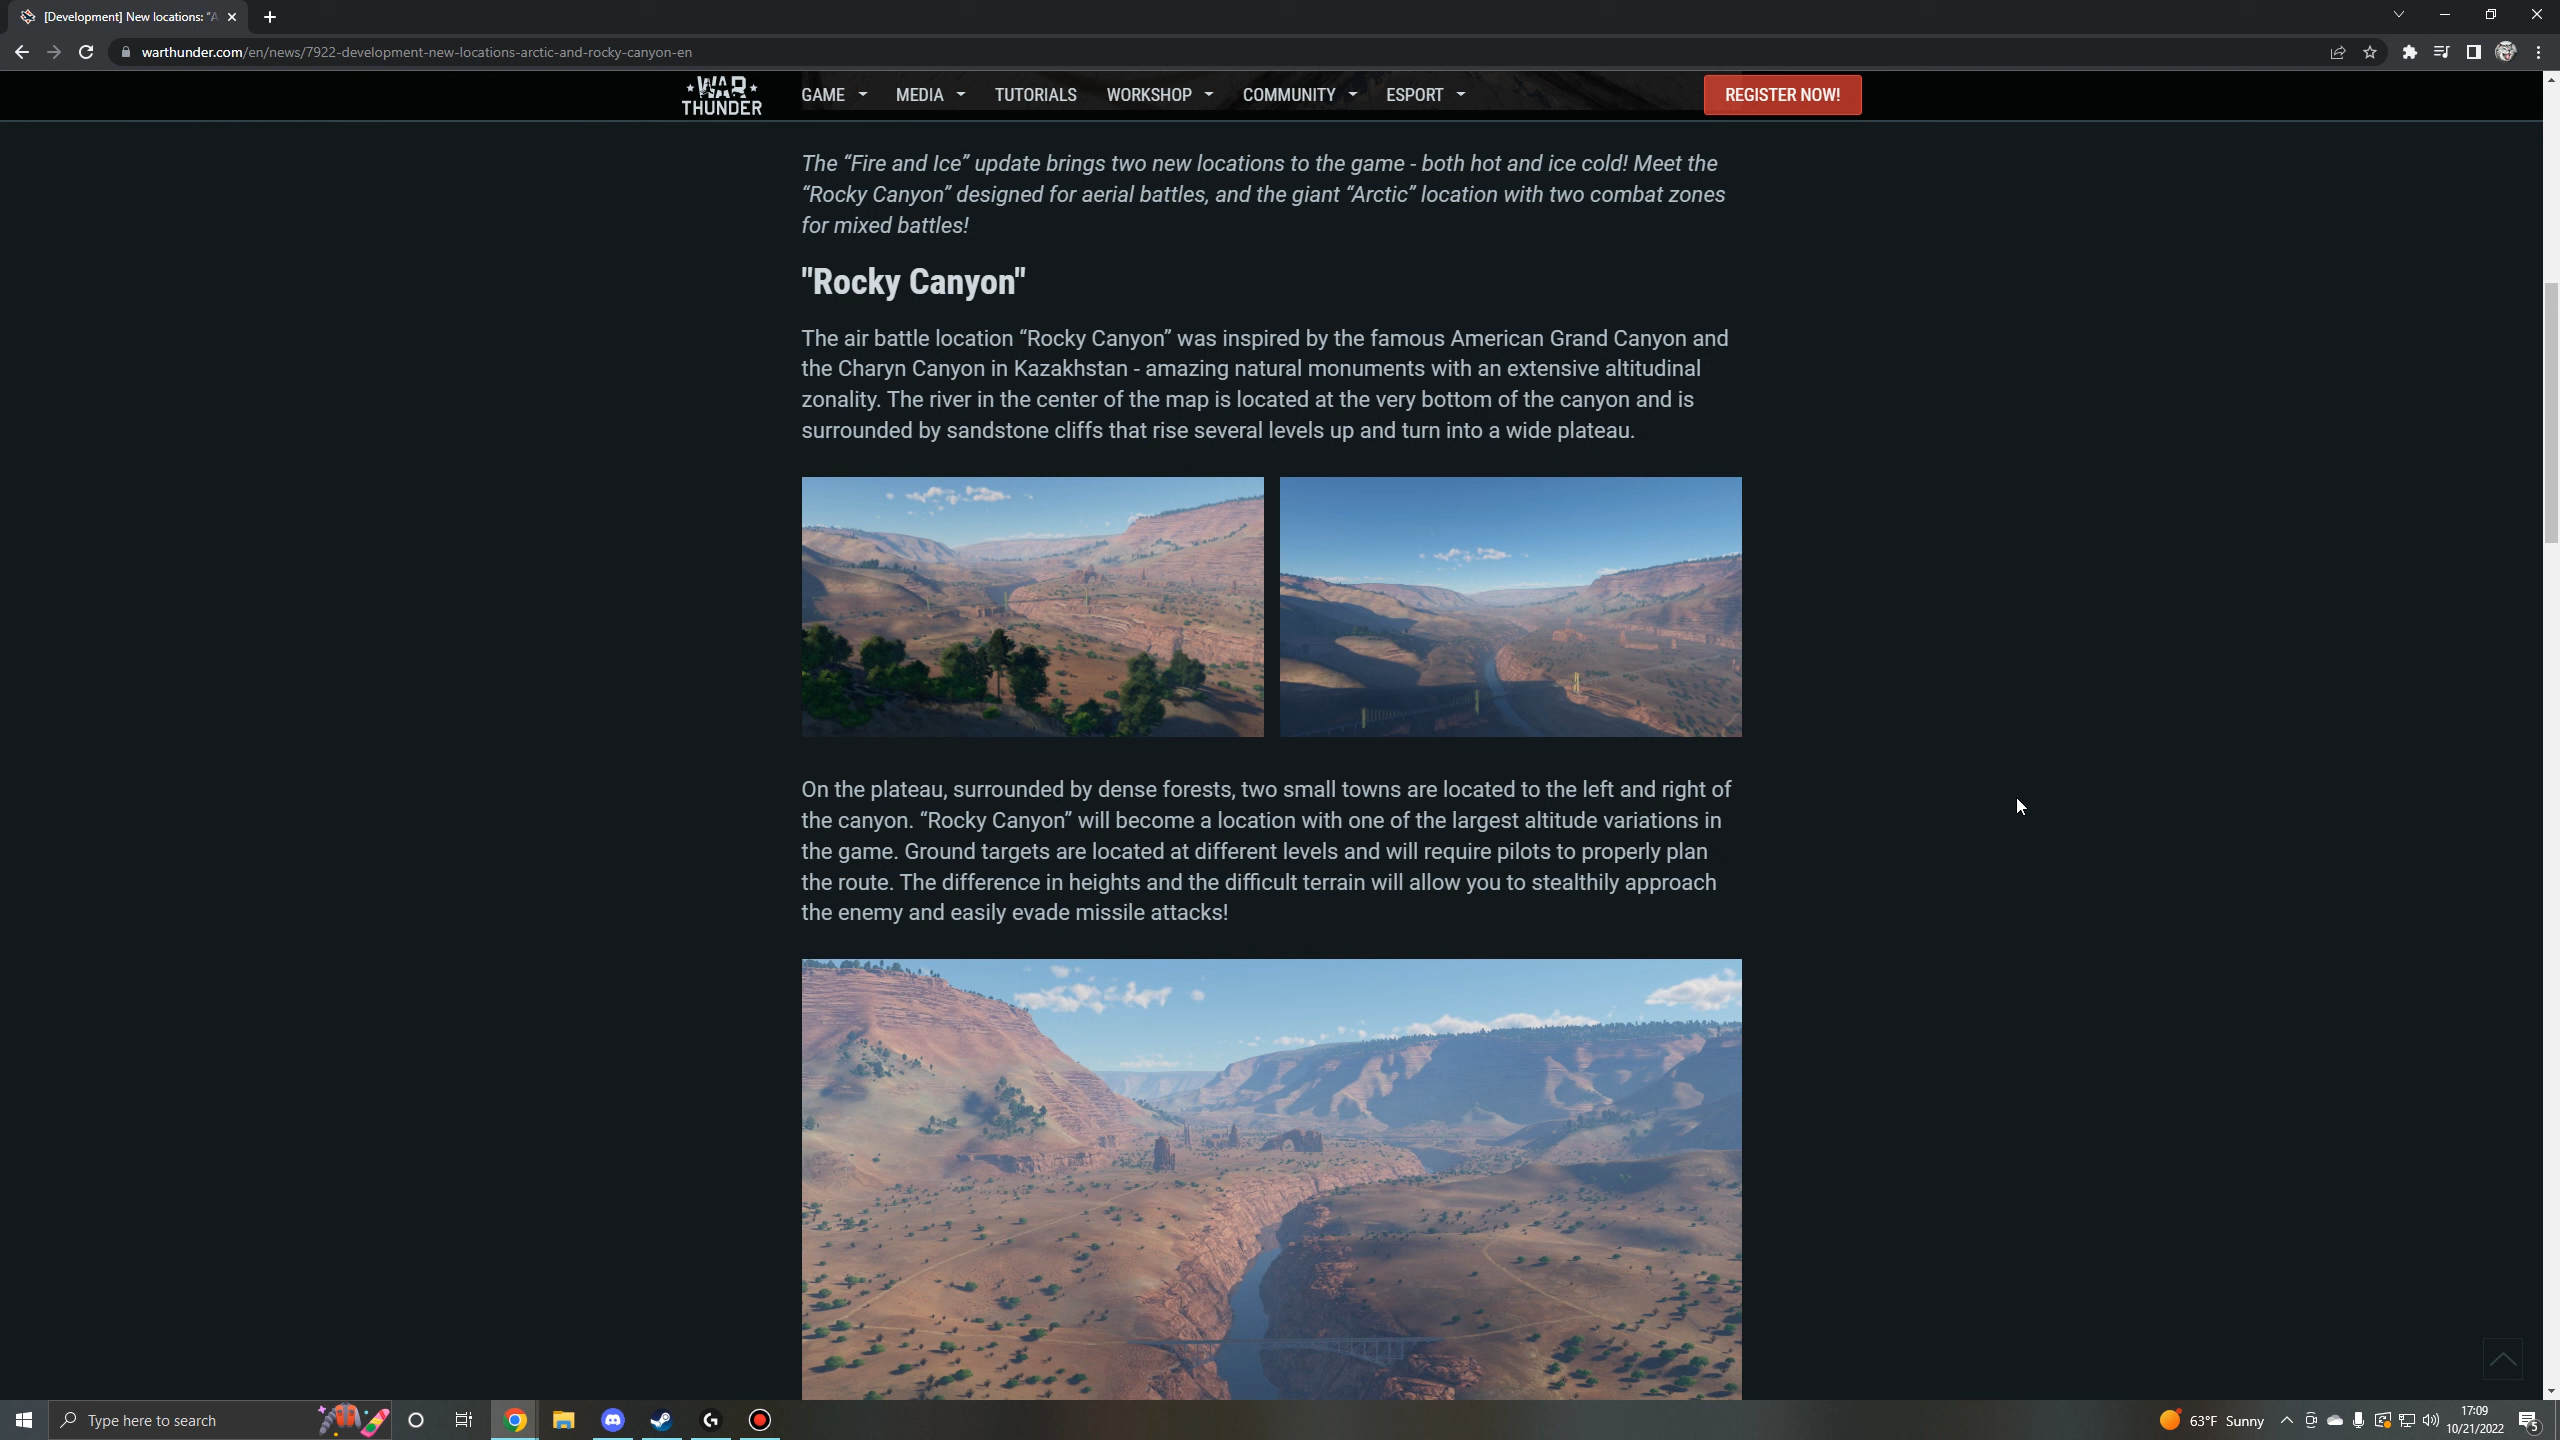 [Development] New locations: "A
warthunder.com/en/news/7922-development-new-locations-arctic-and-rocky-canyon-en
WAR
THUNDER
GAME
MEDIA
TUTORIALS
WORKSHOP
COMMUNITY
ESPORT
REGISTER NOW!
The “Fire and Ice” update brings two new locations to the game - both hot and ice cold! Meet the
“Rocky Canyon” designed for aerial battles, and the giant “Arctic” location with two combat zones
for mixed battles!
"Rocky Canyon"
The air battle location “Rocky Canyon” was inspired by the famous American Grand Canyon and
the Charyn Canyon in Kazakhstan - amazing natural monuments with an extensive altitudinal
zonality. The river in the center of the map is located at the very bottom of the canyon and is
surrounded by sandstone cliffs that rise several levels up and turn into a wide plateau.
On the plateau, surrounded by dense forests, two small towns are located to the left and right of
the canyon. “Rocky Canyon” will become a location with one of the largest altitude variations in
the game. Ground targets are located at different levels and will require pilots to properly plan
the route. The difference in heights and the difficult terrain will allow you to stealthily approach
the enemy and easily evade missile attacks!
Type here to search
63°F Sunny
17:09
10/21/2022
5